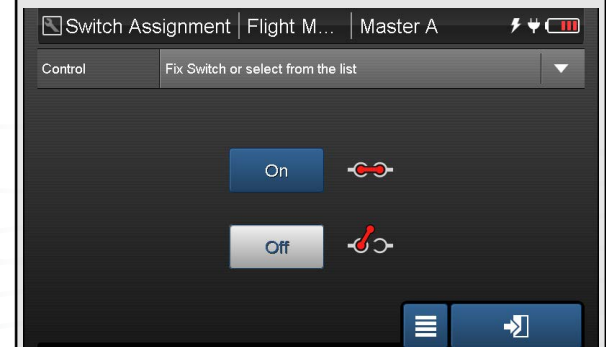 Switch Assignment | Flight M... | Master A
Control Fix Switch or select from the list
On
Off